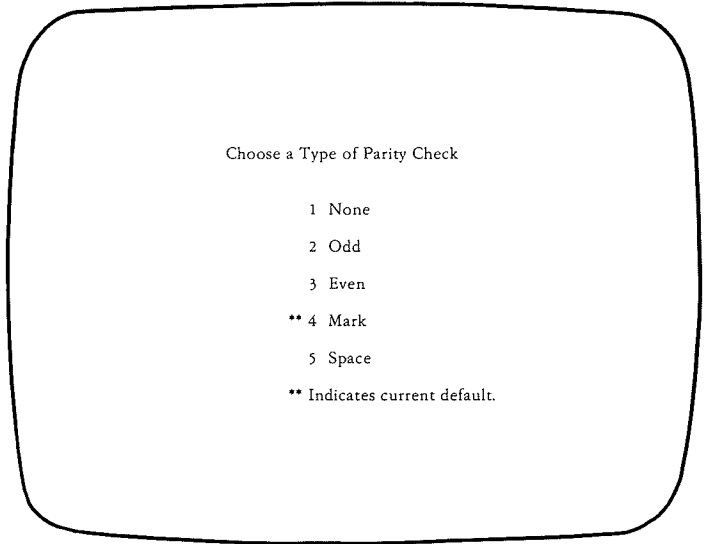 Choose a Type of Parity Check
1 None
2 Odd
3 Even
** 4 Mark
5 Space
** Indicates current default.